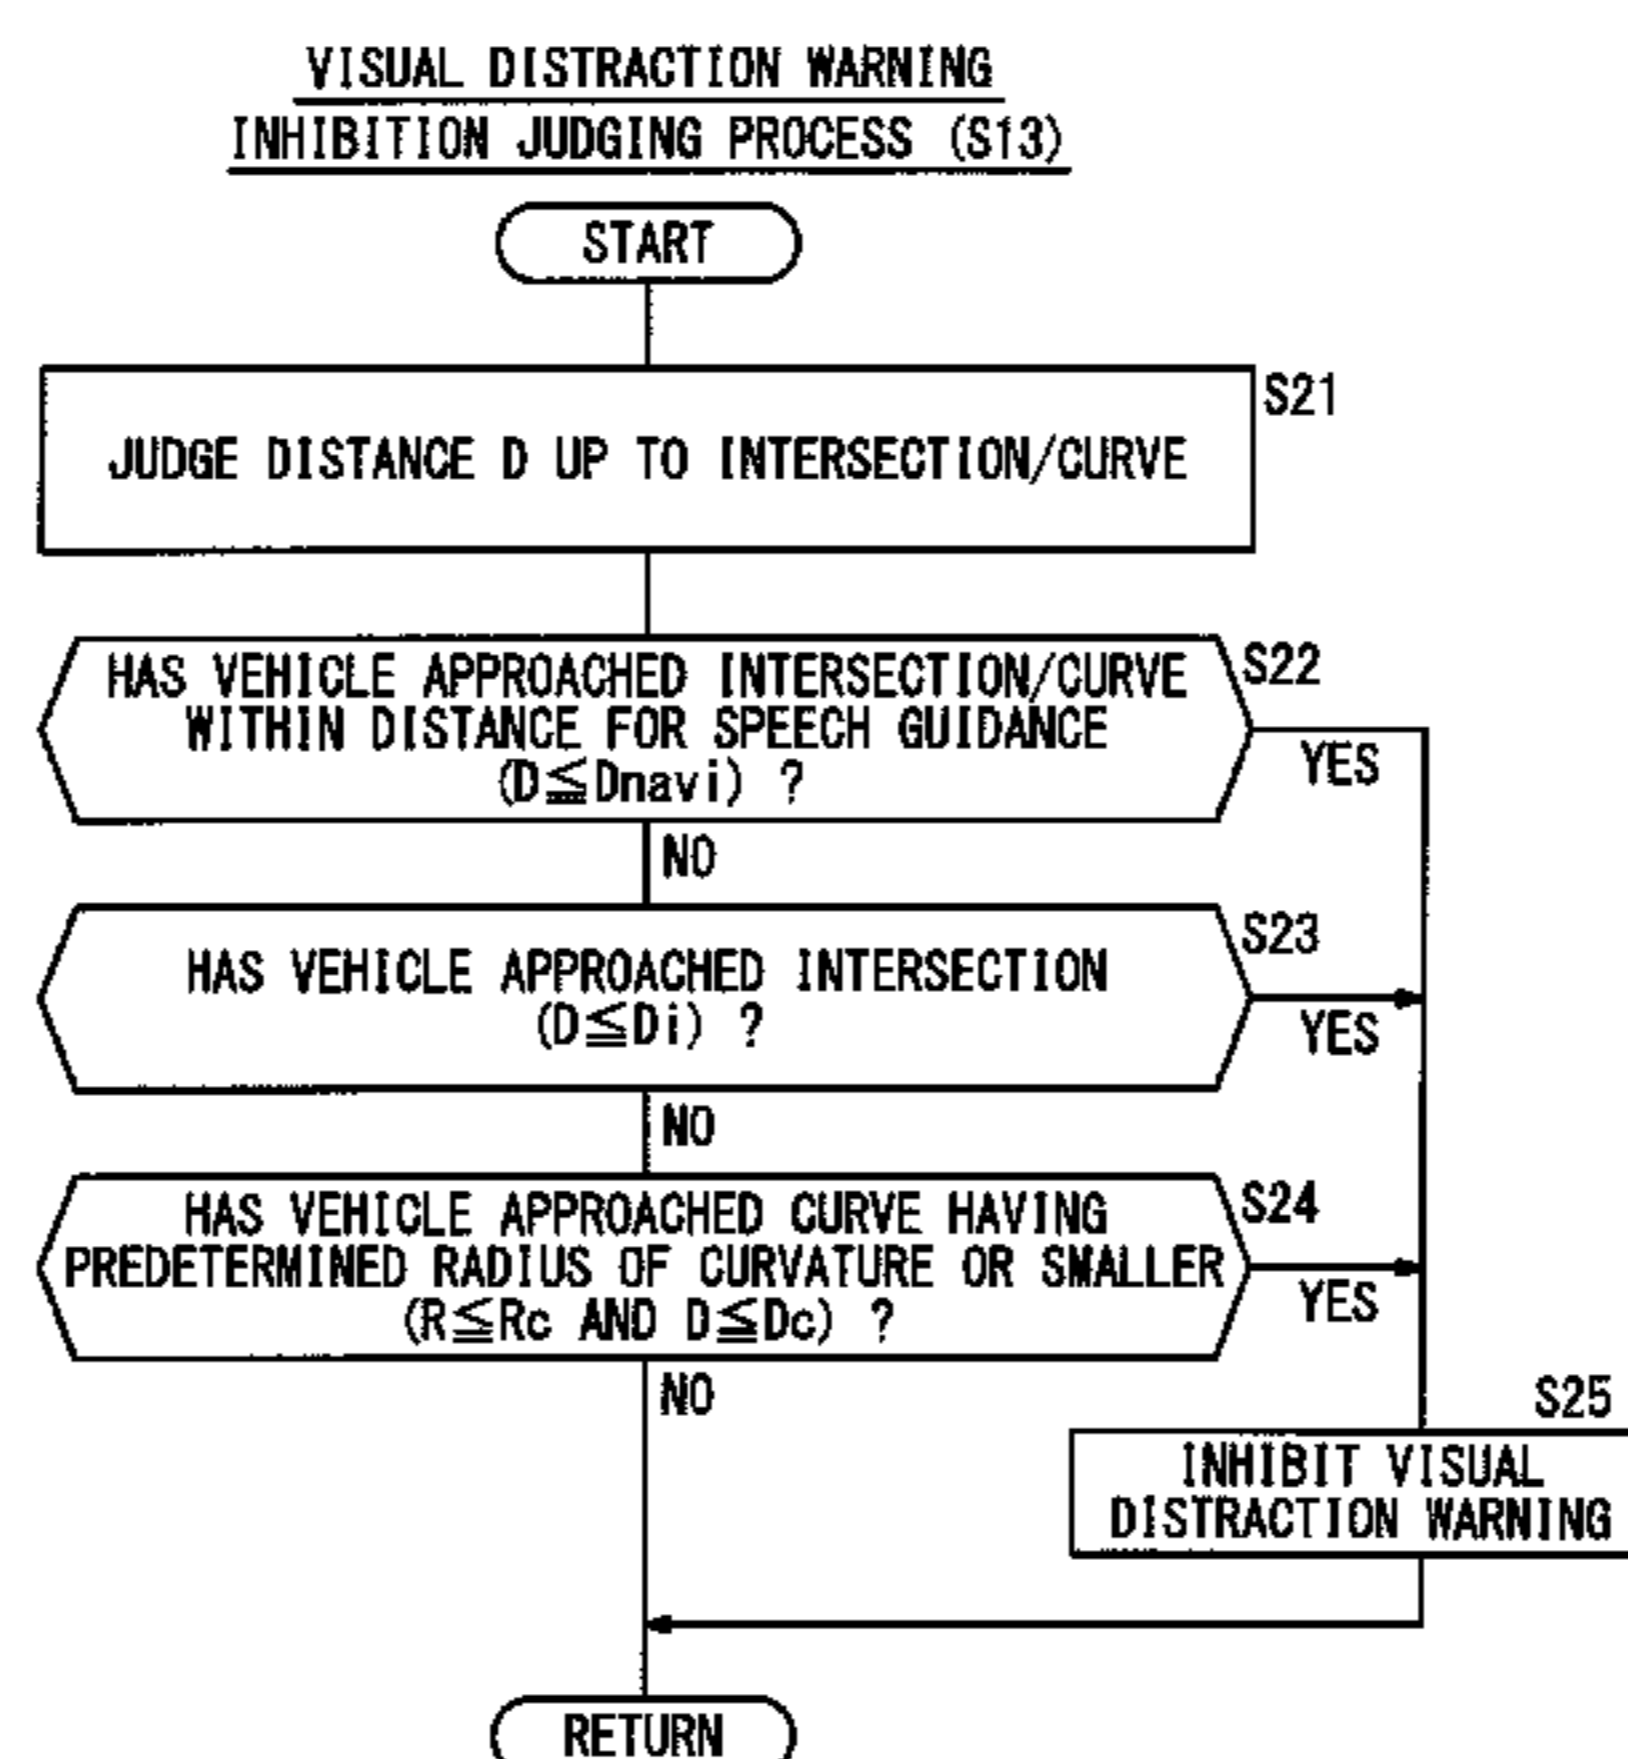 VISUAL DISTRACTION WARNING
INHIBITION JUDGING PROCESS (S13)
START
S21
JUDGE DISTANCE D UP TO INTERSECTION/CURVE
S22
HAS VEHICLE APPROACHED INTERSECTION/CURVE
WITHIN DISTANCE FOR SPEECH GUIDANCE
(D≦Dnavi) ?
YES
NO
S23
HAS VEHICLE APPROACHED INTERSECTION
(D≦Di) ?
YES
NO
S24
HAS VEHICLE APPROACHED CURVE HAVING
PREDETERMINED RADIUS OF CURVATURE OR SMALLER
(R≦Rc AND D≦Dc) ?
YES
NO
S25
INHIBIT VISUAL
DISTRACTION WARNING
RETURN